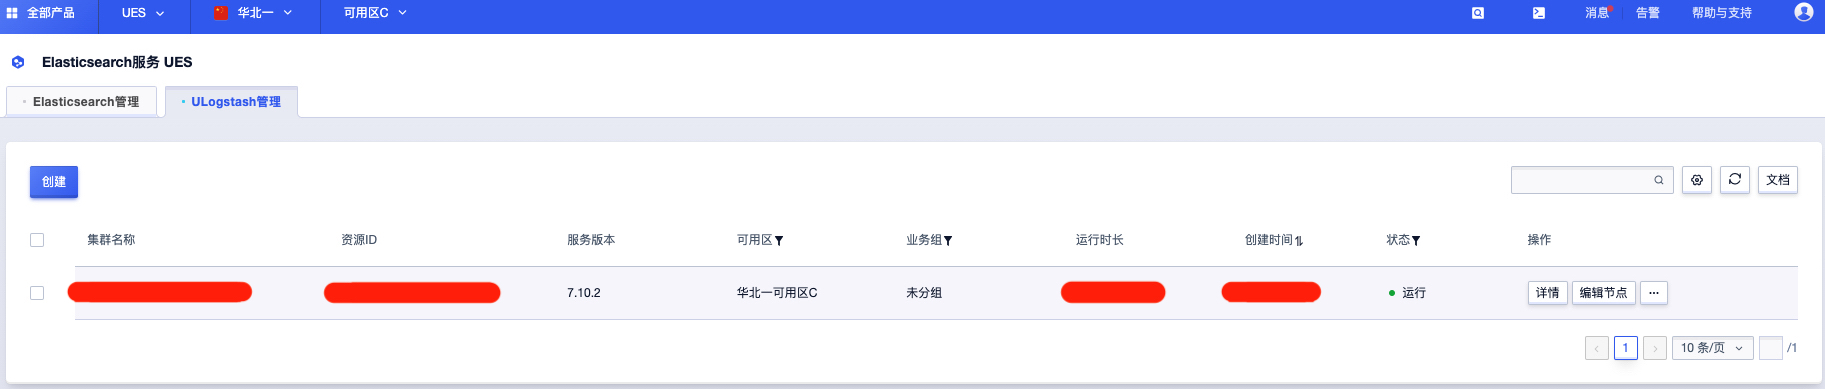 全部产品 UES 华北一 可用区C 消息 告警 帮助与支持
Elasticsearch服务 UES
Elasticsearch管理 ULogstash管理
创建 文档
集群名称 资源ID 服务版本 可用区 业务组 运行时长 创建时间 状态 操作
7.10.2 华北一可用区C 未分组 运行 详情 编辑节点 ...
1 10 条/页 /1